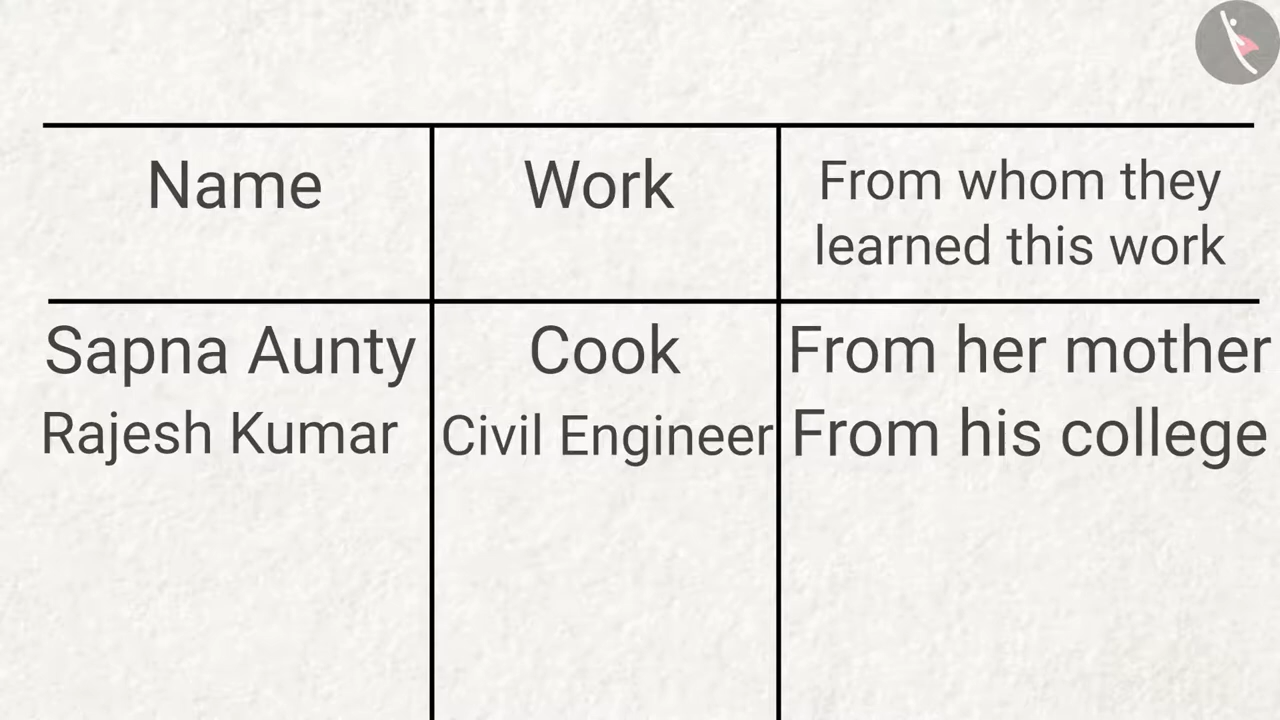 Name Work From whom they
learned this work
Sapna Aunty Cook From her mother
Rajesh Kumar Civil Engineer From his college